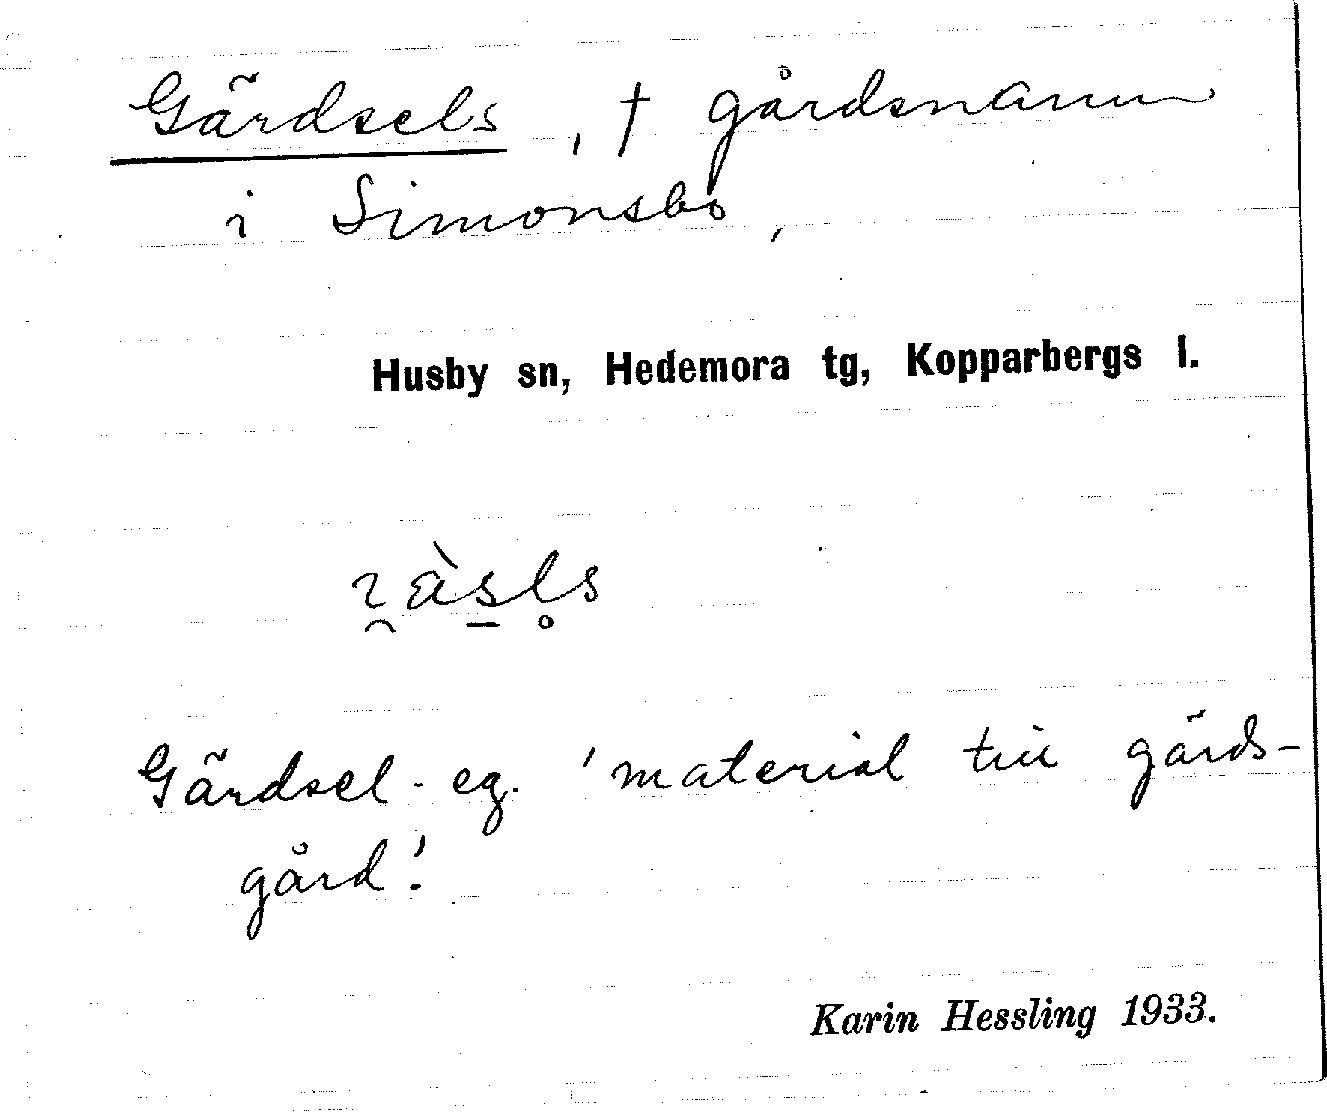 Gärdsels, † gårdsnamn
i Simonsbo,
Husby sn, Hedemora tg, Kopparbergs l.
Gärdsel eg. 'material till gärds-
gård'.
Karin Hessling 1933.